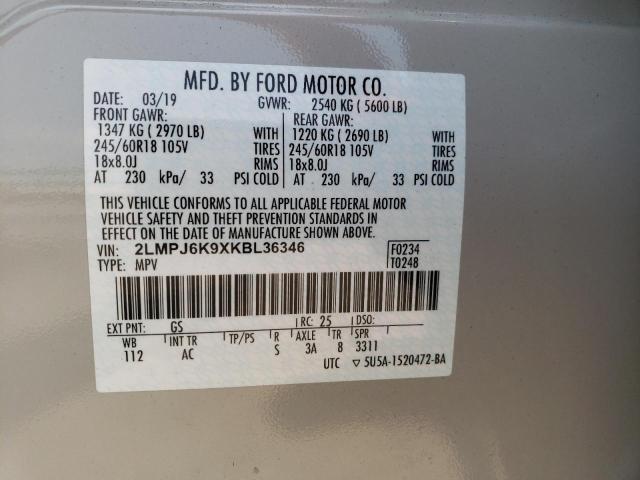 MFD. BY FORD MOTOR CO.
DATE: 03/19 GVWR: 2540 KG ( 5600 LB)
FRONT GAWR: REAR GAWR:
1347 KG ( 2970 LB) WITH 1220 KG ( 2690 LB) WITH
245/60R18 105V TIRES 245/60R18 105V TIRES
18x8.0J RIMS 18x8.0J RIMS
AT 230 kPa/ 33 PSI COLD AT 230 kPa/ 33 PSI COLD
THIS VEHICLE CONFORMS TO ALL APPLICABLE FEDERAL MOTOR
VEHICLE SAFETY AND THEFT PREVENTION STANDARDS IN
EFFECT ON THE DATE OF MANUFACTURE SHOWN ABOVE.
VIN: 2LMPJ6K9XKBL36346 F0234
TYPE: MPV T0248
EXT PNT: GS RC: 25 DSO:
WB INT TR TP/PS R AXLE TR SPR
112 AC S 3A 8 3311
UTC ▽ 5U5A-1520472-BA